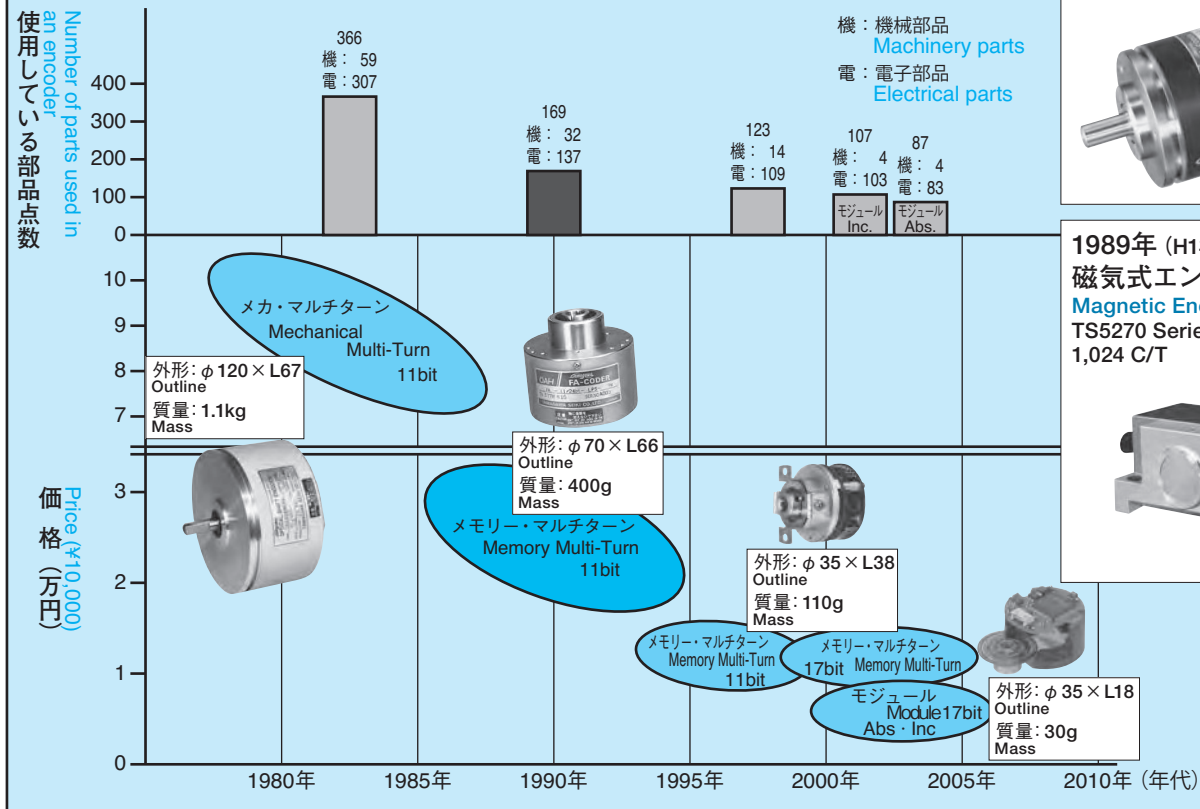 使用している部品点数
Number of parts used in
an encoder
400
300
200
100
0
366
機： 59
電：307
169
機： 32
電：137
123
機： 14
電：109
107
機： 4
電：103
モジュール
Inc.
87
機： 4
電：83
モジュール
Abs.
機：機械部品
Machinery parts
電：電子部品
Electrical parts
価格（万円）
Price (¥10,000)
10
9
8
7
3
2
1
0
メカ・マルチターン
Mechanical
Multi-Turn
11bit
外形：φ120×L67
Outline
質量：1.1kg
Mass
FA-CODER
外形：φ70×L66
Outline
質量：400g
Mass
メモリー・マルチターン
Memory Multi-Turn
11bit
外形：φ35×L38
Outline
質量：110g
Mass
メモリー・マルチターン
Memory Multi-Turn
11bit
メモリー・マルチターン
17bit Memory Multi-Turn
モジュール
Module17bit
Abs・Inc
外形：φ35×L18
Outline
質量：30g
Mass
1980年
1985年
1990年
1995年
2000年
2005年
2010年（年代）
1989年（H1
磁気式エン
Magnetic En
TS5270 Serie
1,024 C/T